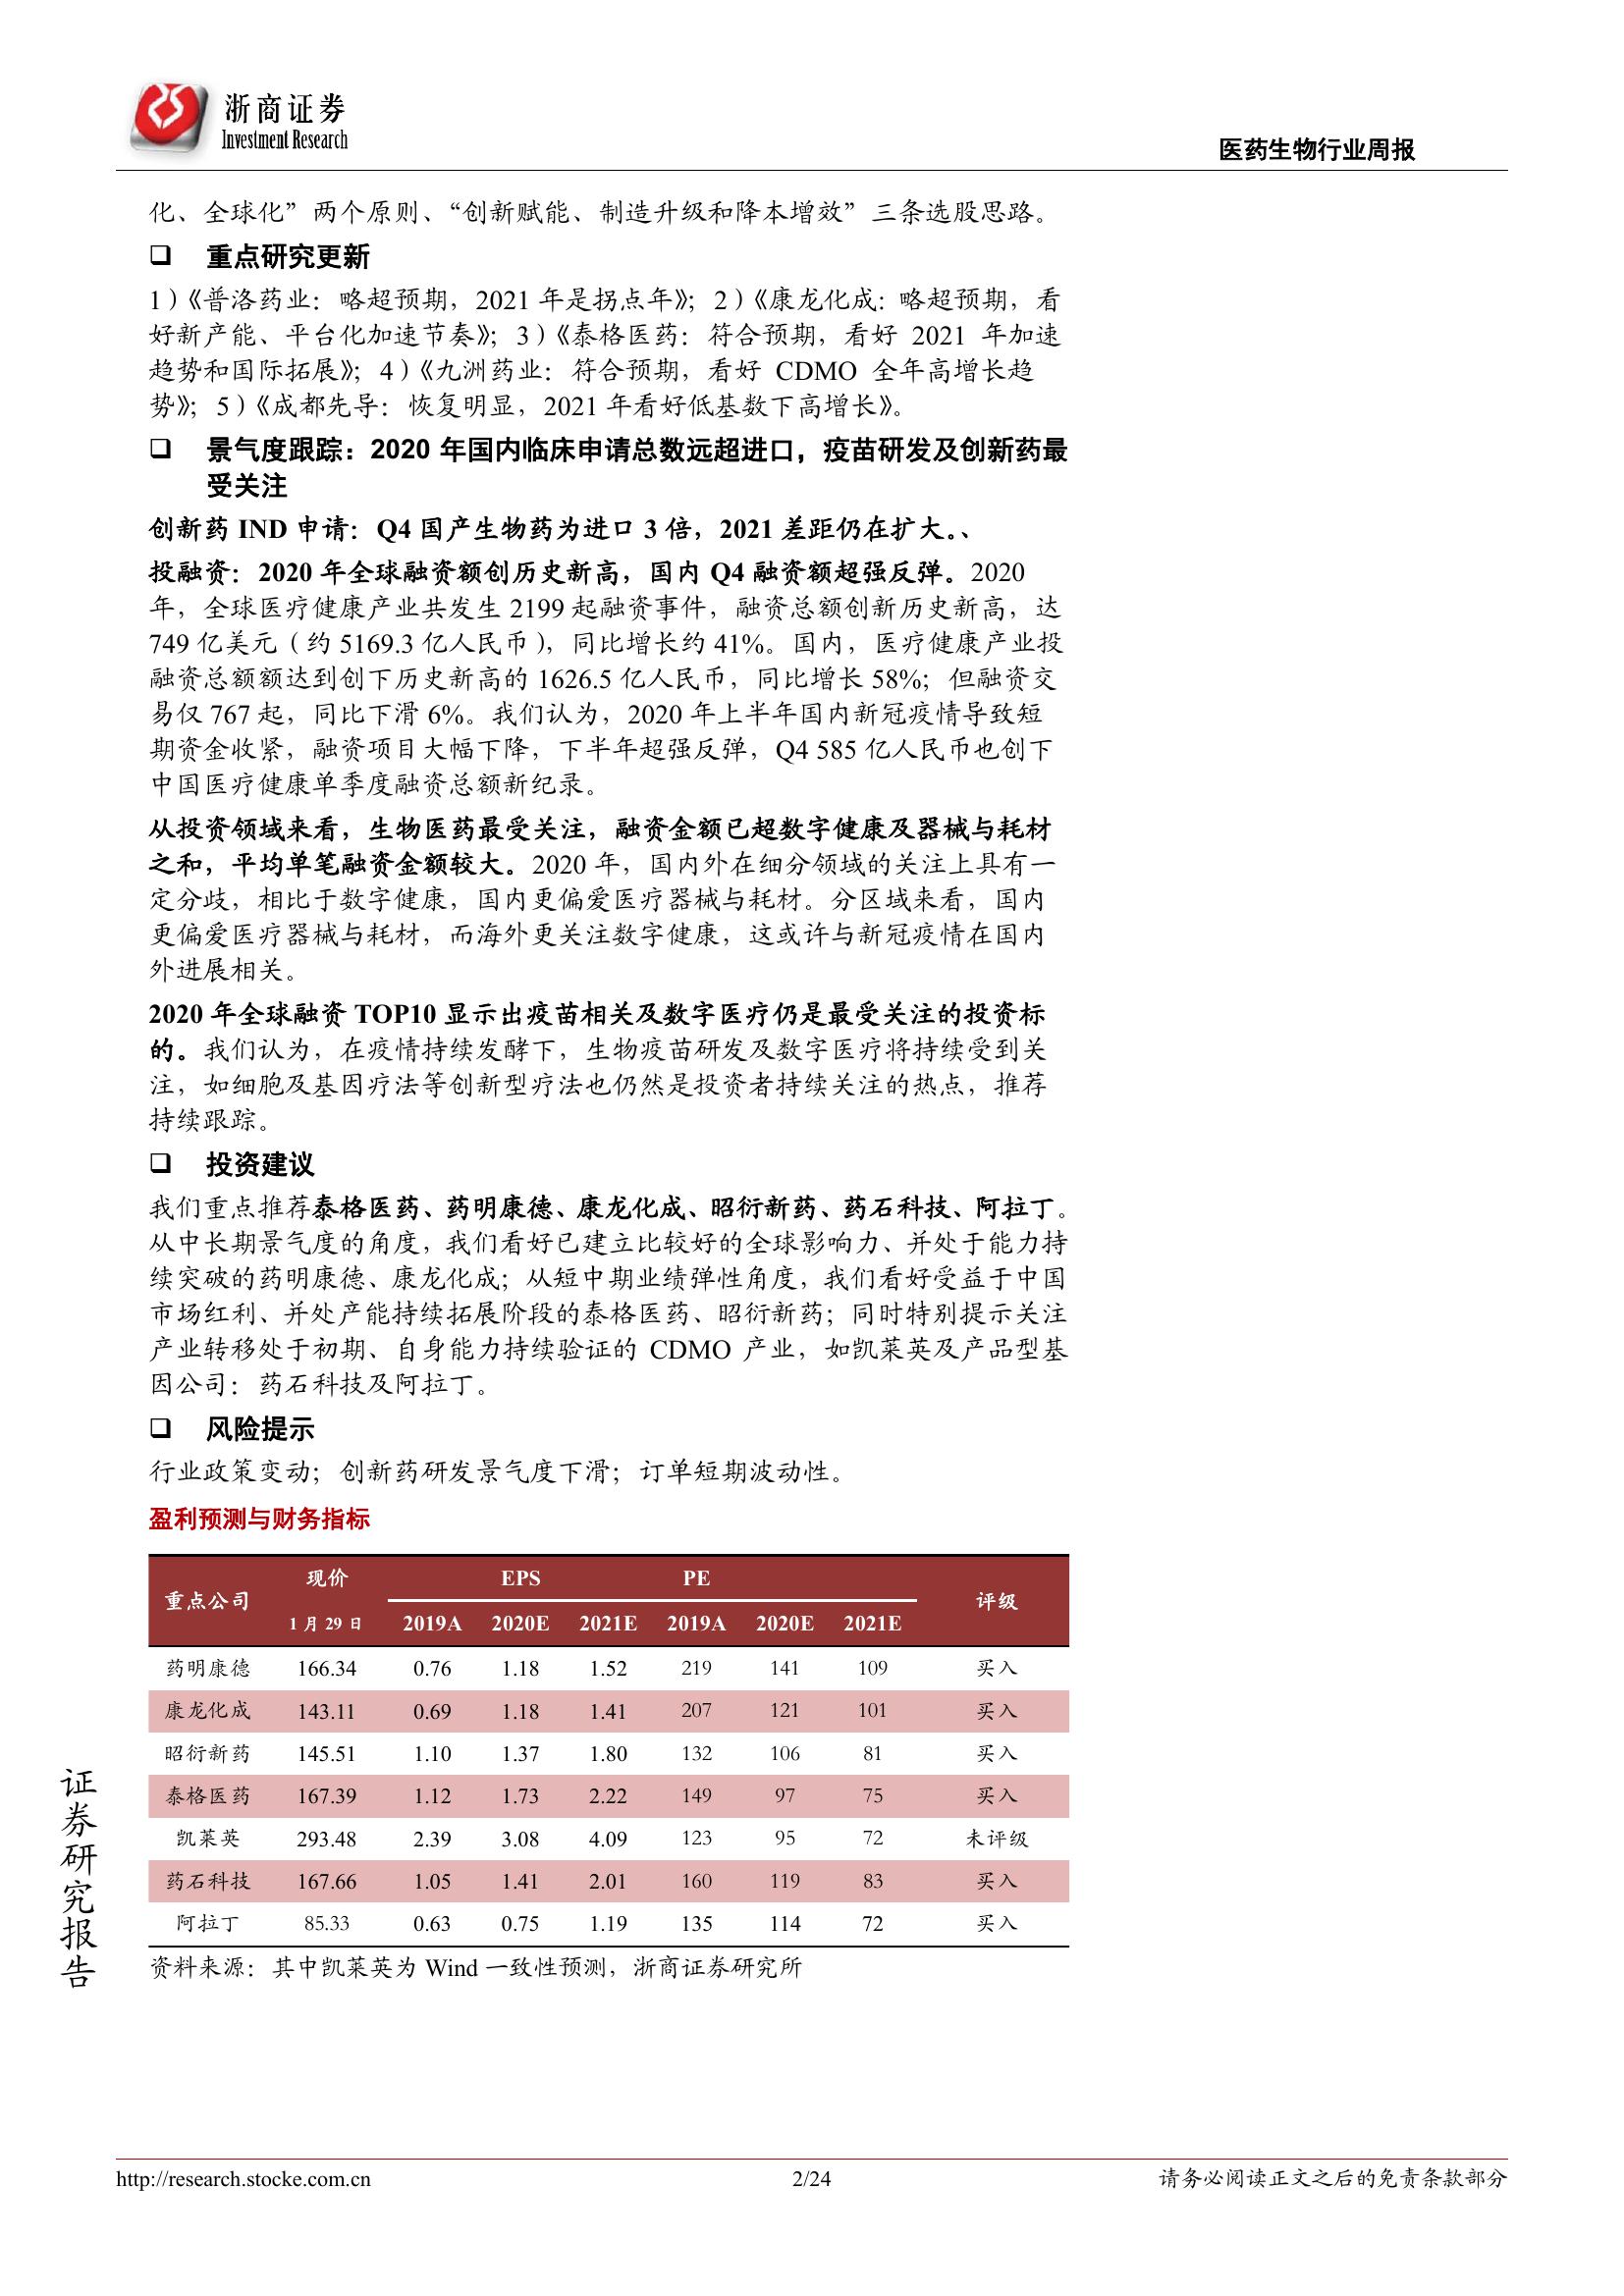 浙商证券
Investment Research
医药生物行业周报
化、全球化”两个原则、“创新赋能、制造升级和降本增效”三条选股思路。
❑ 重点研究更新
1）《普洛药业：略超预期，2021 年是拐点年》；2）《康龙化成：略超预期，看
好新产能、平台化加速节奏》；3）《泰格医药：符合预期，看好 2021 年加速
趋势和国际拓展》；4）《九洲药业：符合预期，看好 CDMO 全年高增长趋
势》；5）《成都先导：恢复明显，2021 年看好低基数下高增长》。
❑ 景气度跟踪：2020 年国内临床申请总数远超进口，疫苗研发及创新药最
受关注
创新药 IND 申请：Q4 国产生物药为进口 3 倍，2021 差距仍在扩大。、
投融资：2020 年全球融资额创历史新高，国内 Q4 融资额超强反弹。2020
年，全球医疗健康产业共发生 2199 起融资事件，融资总额创新历史新高，达
749 亿美元（约 5169.3 亿人民币），同比增长约 41%。国内，医疗健康产业投
融资总额额达到创下历史新高的 1626.5 亿人民币，同比增长 58%；但融资交
易仅 767 起，同比下滑 6%。我们认为，2020 年上半年国内新冠疫情导致短
期资金收紧，融资项目大幅下降，下半年超强反弹，Q4 585 亿人民币也创下
中国医疗健康单季度融资总额新纪录。
从投资领域来看，生物医药最受关注，融资金额已超数字健康及器械与耗材
之和，平均单笔融资金额较大。2020 年，国内外在细分领域的关注上具有一
定分歧，相比于数字健康，国内更偏爱医疗器械与耗材。分区域来看，国内
更偏爱医疗器械与耗材，而海外更关注数字健康，这或许与新冠疫情在国内
外进展相关。
2020 年全球融资 TOP10 显示出疫苗相关及数字医疗仍是最受关注的投资标
的。我们认为，在疫情持续发酵下，生物疫苗研发及数字医疗将持续受到关
注，如细胞及基因疗法等创新型疗法也仍然是投资者持续关注的热点，推荐
持续跟踪。
❑ 投资建议
我们重点推荐泰格医药、药明康德、康龙化成、昭衍新药、药石科技、阿拉丁。
从中长期景气度的角度，我们看好已建立比较好的全球影响力、并处于能力持
续突破的药明康德、康龙化成；从短中期业绩弹性角度，我们看好受益于中国
市场红利、并处产能持续拓展阶段的泰格医药、昭衍新药；同时特别提示关注
产业转移处于初期、自身能力持续验证的 CDMO 产业，如凯莱英及产品型基
因公司：药石科技及阿拉丁。
❑ 风险提示
行业政策变动；创新药研发景气度下滑；订单短期波动性。
盈利预测与财务指标
重点公司 现价 EPS PE 评级
1 月 29 日 2019A 2020E 2021E 2019A 2020E 2021E
药明康德 166.34 0.76 1.18 1.52 219 141 109 买入
康龙化成 143.11 0.69 1.18 1.41 207 121 101 买入
昭衍新药 145.51 1.10 1.37 1.80 132 106 81 买入
泰格医药 167.39 1.12 1.73 2.22 149 97 75 买入
凯莱英 293.48 2.39 3.08 4.09 123 95 72 未评级
药石科技 167.66 1.05 1.41 2.01 160 119 83 买入
阿拉丁 85.33 0.63 0.75 1.19 135 114 72 买入
资料来源：其中凯莱英为 Wind 一致性预测，浙商证券研究所
证券研究报告
http://research.stocke.com.cn
2/24
请务必阅读正文之后的免责条款部分